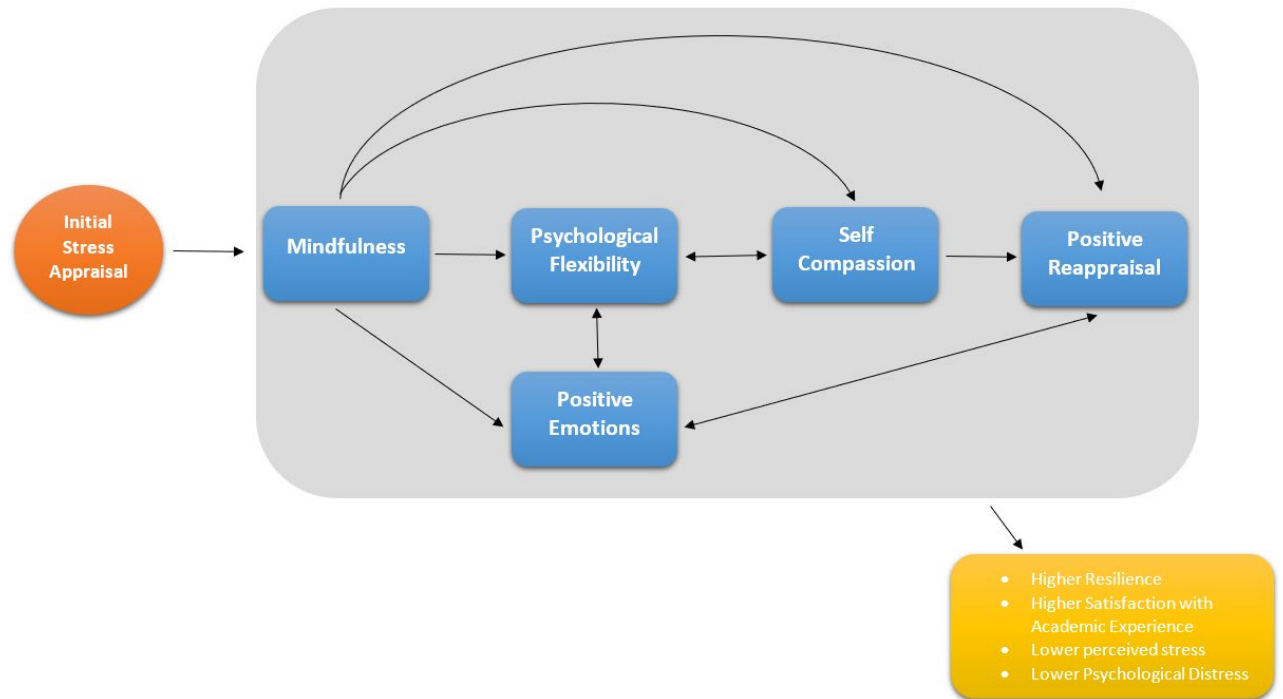 Initial
Stress
Appraisal
Mindfulness
Psychological
Flexibility
Self
Compassion
Positive
Reappraisal
Positive
Emotions
• Higher Resilience
• Higher Satisfaction with
Academic Experience
• Lower perceived stress
• Lower Psychological Distress